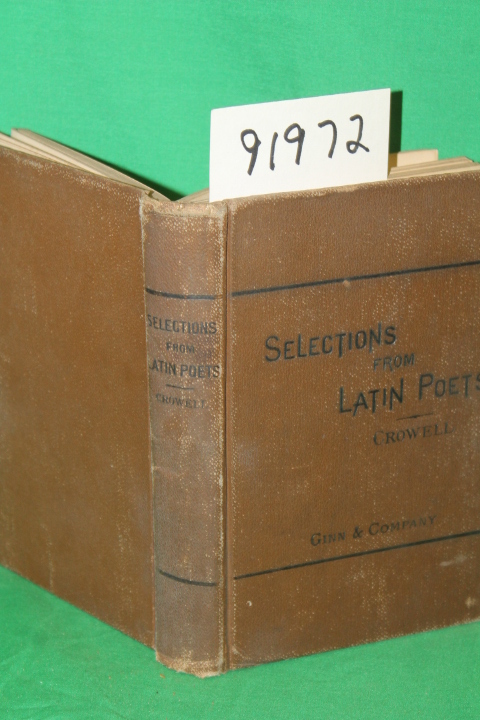 91972
SELECTIONS
FROM
LATIN POETS
CROWELL
SELECTIONS
FROM
LATIN POETS
CROWELL
GINN & COMPANY